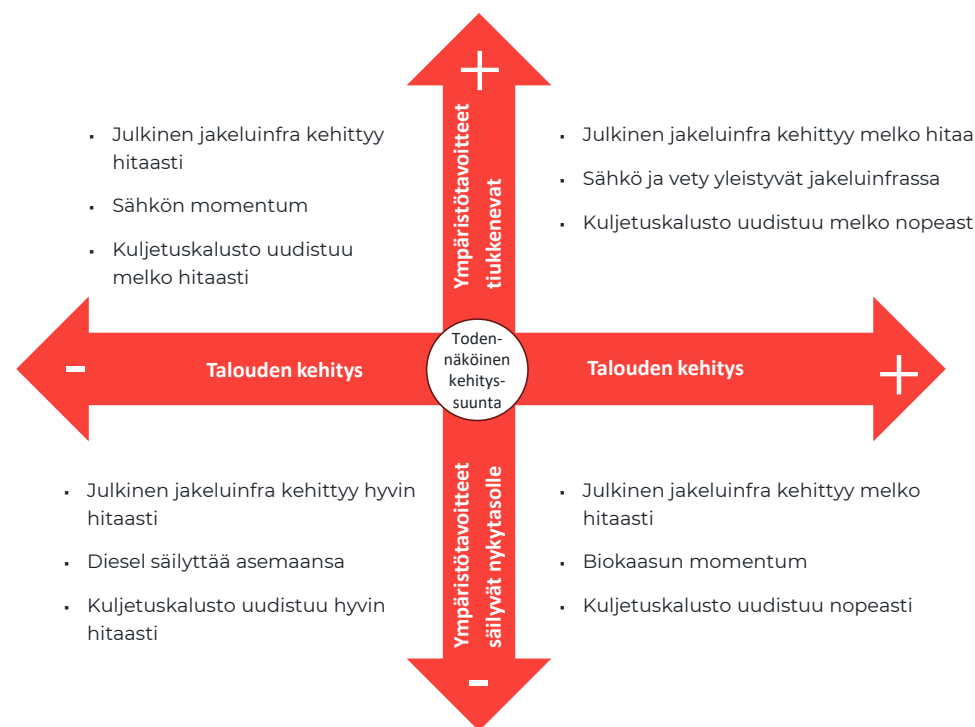 +
Ympäristötavoitteet
tiukkenevat
▪ Julkinen jakeluinfra kehittyy
hitaasti
▪ Sähkön momentum
▪ Kuljetuskalusto uudistuu
melko hitaasti
▪ Julkinen jakeluinfra kehittyy melko hitaa
▪ Sähkö ja vety yleistyvät jakeluinfrassa
▪ Kuljetuskalusto uudistuu melko nopeast
-
Talouden kehitys
Toden-
näköinen
kehitys-
suunta
Talouden kehitys
+
▪ Julkinen jakeluinfra kehittyy hyvin
hitaasti
▪ Diesel säilyttää asemaansa
▪ Kuljetuskalusto uudistuu hyvin
hitaasti
Ympäristötavoitteet
säilyvät nykytasolle
▪ Julkinen jakeluinfra kehittyy melko
hitaasti
▪ Biokaasun momentum
▪ Kuljetuskalusto uudistuu nopeasti
-